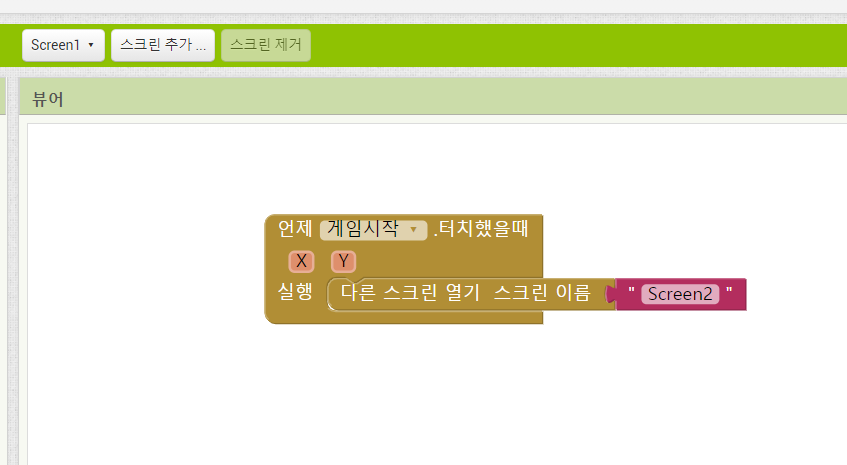 Screen1 ▾ 스크린 추가 ... 스크린 제거
뷰어
언제 게임시작 ▾ .터치했을때
X Y
실행 다른 스크린 열기 스크린 이름 " Screen2 "